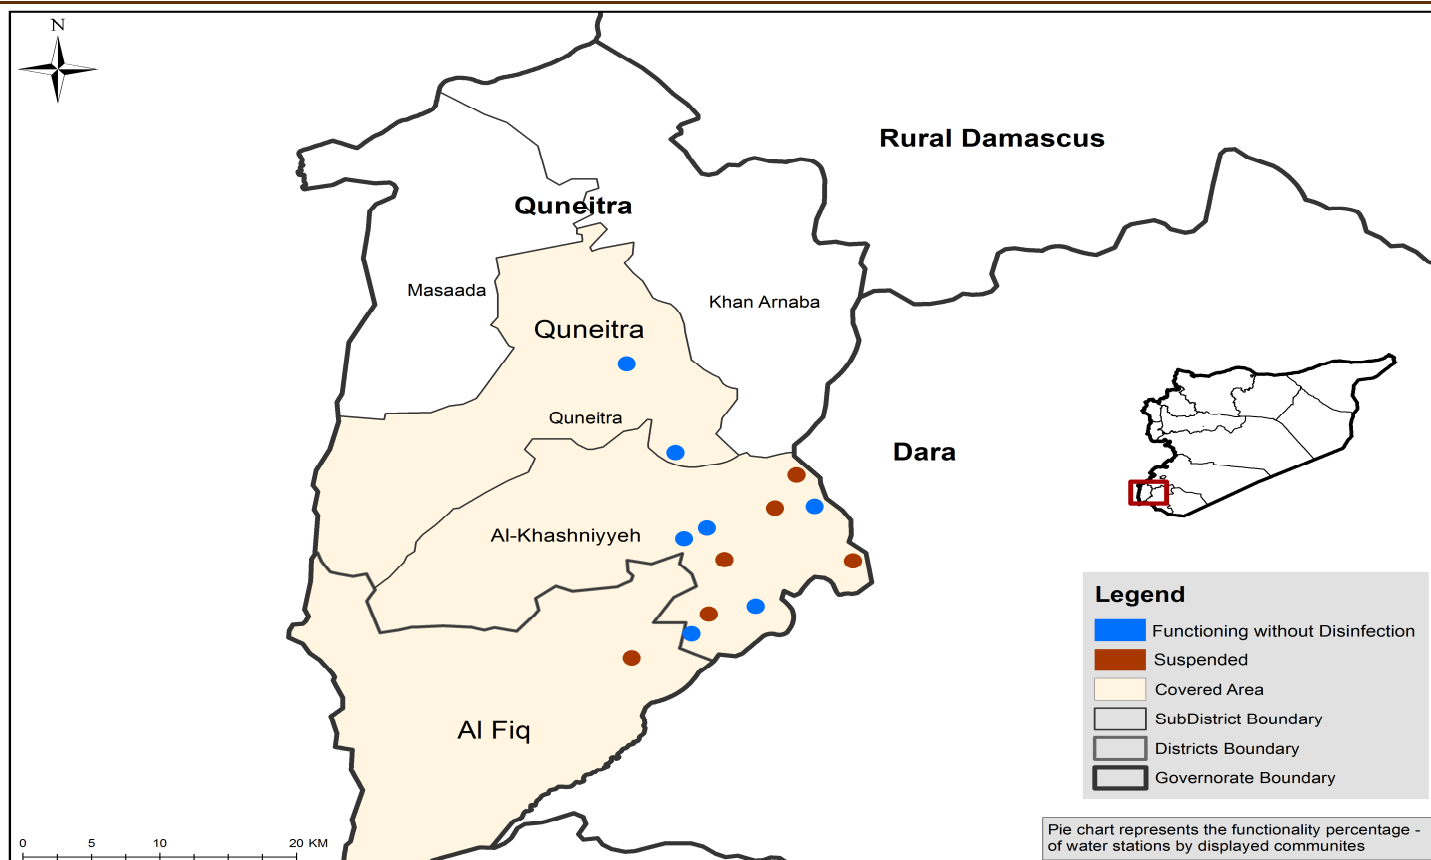 N
Rural Damascus
Quneitra
Masaada
Khan Arnaba
Quneitra
Quneitra
Dara
Al-Khashniyyeh
Al Fiq
Legend
Functioning without Disinfection
Suspended
Covered Area
SubDistrict Boundary
Districts Boundary
Governorate Boundary
Pie chart represents the functionality percentage -
of water stations by displayed communites
0 5 10 20 KM